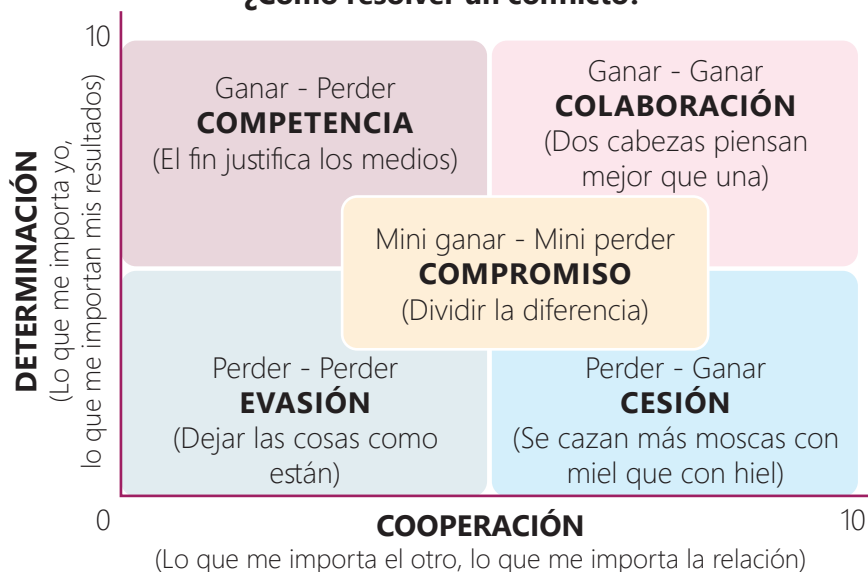 ¿Cómo resolver un conflicto?
10
Ganar - Perder
COMPETENCIA
(El fin justifica los medios)
Ganar - Ganar
COLABORACIÓN
(Dos cabezas piensan
mejor que una)
Mini ganar - Mini perder
COMPROMISO
(Dividir la diferencia)
Perder - Perder
EVASIÓN
(Dejar las cosas como
están)
Perder - Ganar
CESIÓN
(Se cazan más moscas con
miel que con hiel)
DETERMINACIÓN
(Lo que me importa yo,
lo que me importan mis resultados)
0
COOPERACIÓN
10
(Lo que me importa el otro, lo que me importa la relación)